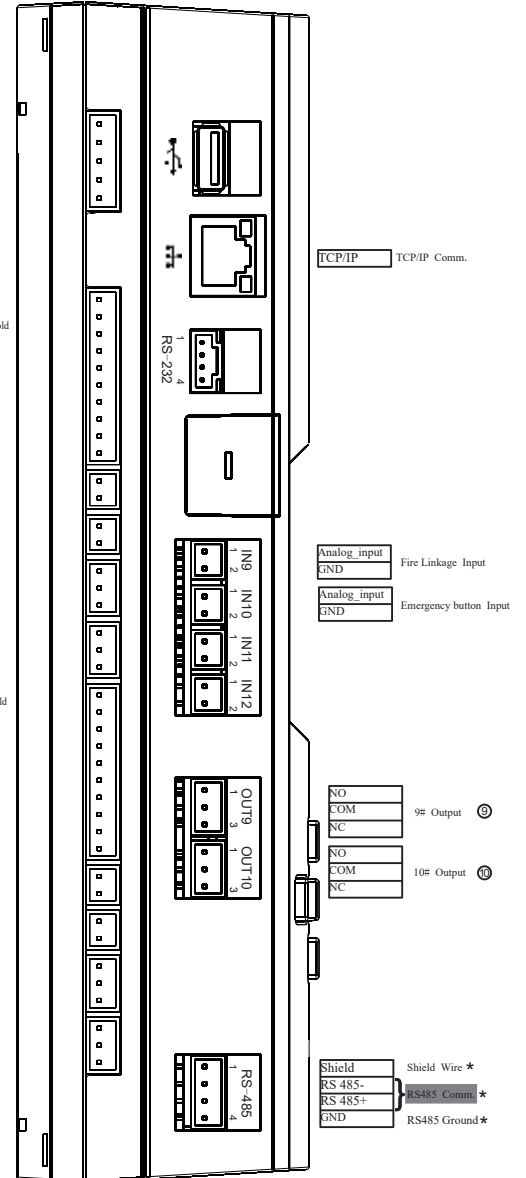 TCP/IP TCP/IP Comm.
old
1 4
RS-232
Analog_input
GND
Fire Linkage Input
Analog_input
GND
Emergency button Input
1 2 IN9
1 2 IN10
1 2 IN11
1 2 IN12
ld
1 3 OUT9
1 3 OUT10
NO
COM
NC
9# Output ⑨
NO
COM
NC
10# Output ⑩
1 4 RS-485
Shield Shield Wire *
RS 485-
RS 485+
RS485 Comm. *
GND RS485 Ground*